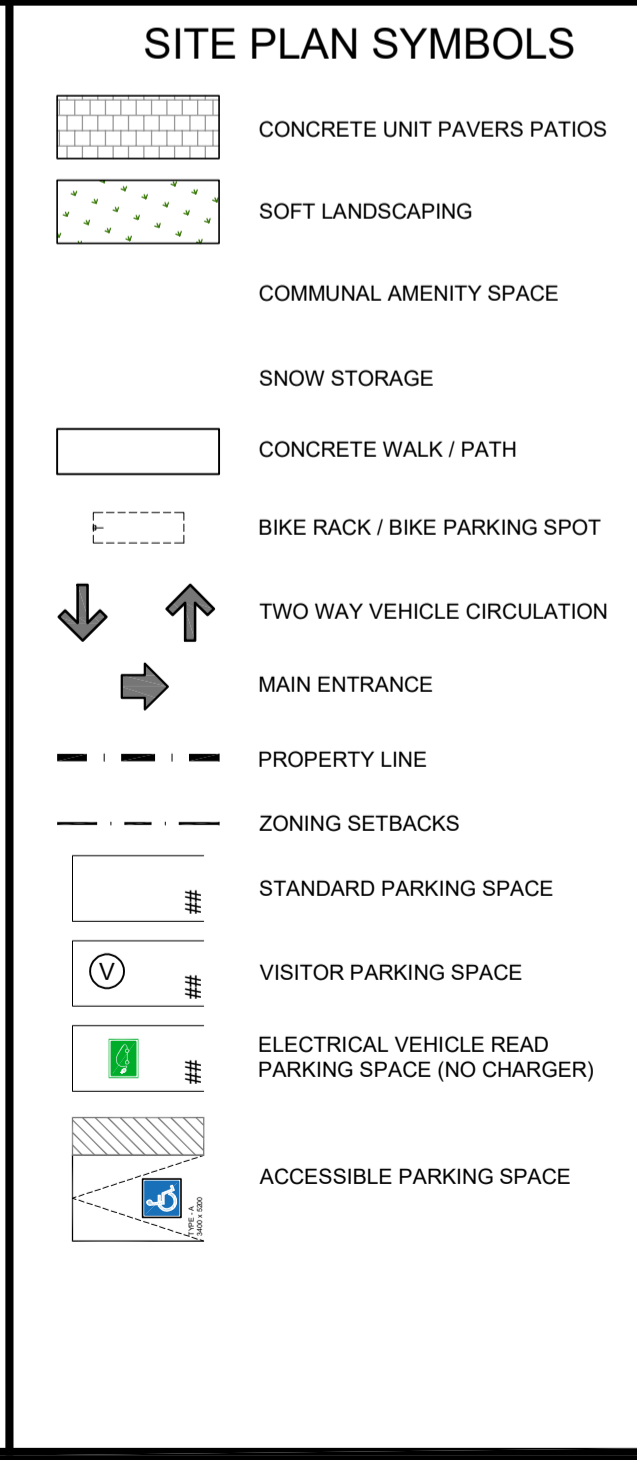 SITE PLAN SYMBOLS
CONCRETE UNIT PAVERS PATIOS
SOFT LANDSCAPING
COMMUNAL AMENITY SPACE
SNOW STORAGE
CONCRETE WALK / PATH
BIKE RACK / BIKE PARKING SPOT
TWO WAY VEHICLE CIRCULATION
MAIN ENTRANCE
PROPERTY LINE
ZONING SETBACKS
##
STANDARD PARKING SPACE
V
##
VISITOR PARKING SPACE
##
ELECTRICAL VEHICLE READ
PARKING SPACE (NO CHARGER)
TYPE - A
3400 x 5200
ACCESSIBLE PARKING SPACE